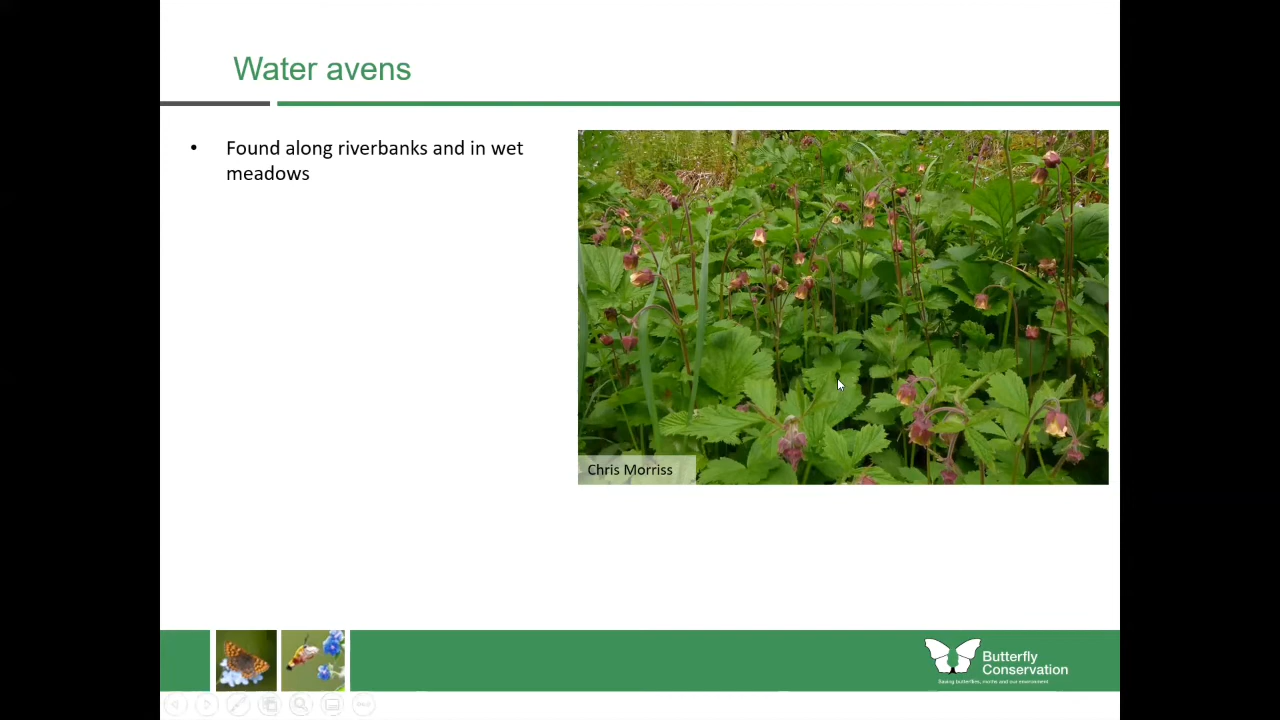 Water avens
• Found along riverbanks and in wet
meadows
Chris Morriss
Butterfly
Conservation
Saving butterflies, moths and our environment